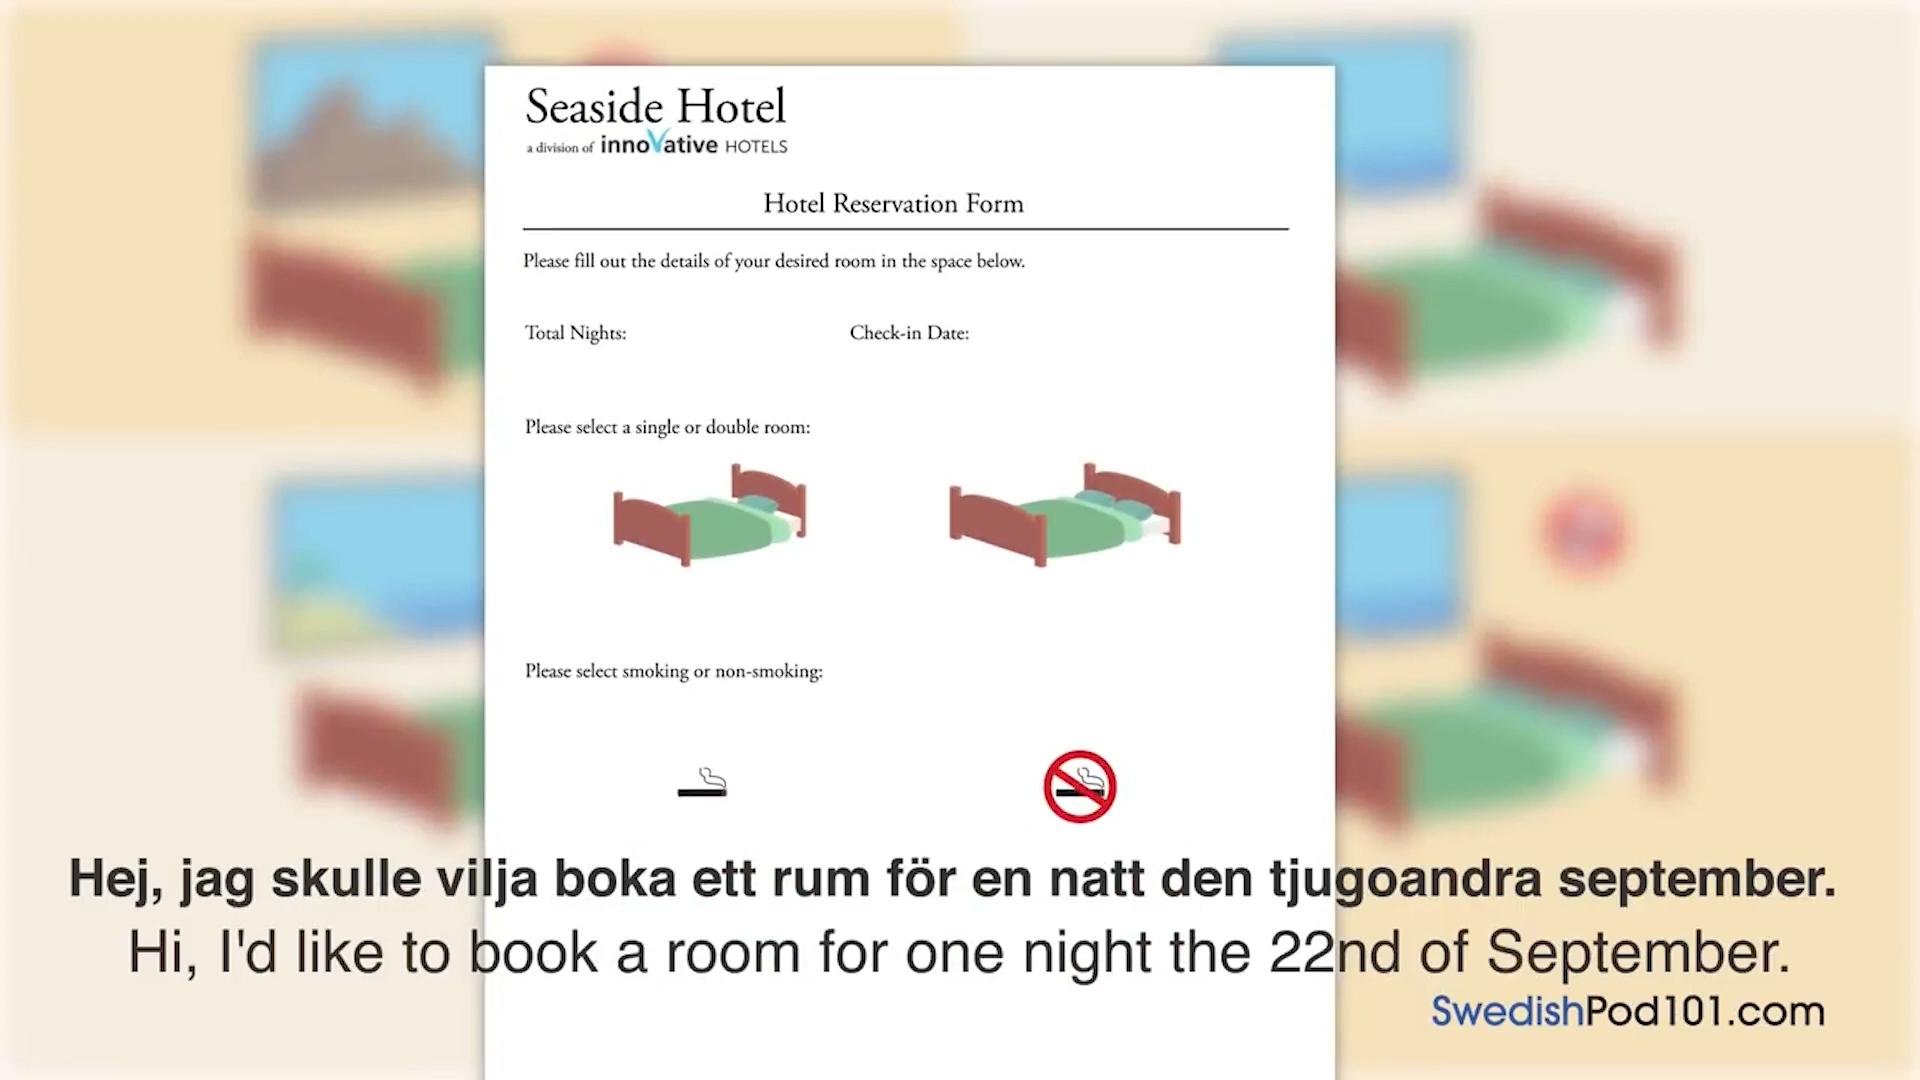 Seaside Hotel
a division of innoVative HOTELS
Hotel Reservation Form
Please fill out the details of your desired room in the space below.
Total Nights: Check-in Date:
Please select a single or double room:
Please select smoking or non-smoking:
Hej, jag skulle vilja boka ett rum för en natt den tjugoandra september.
Hi, I'd like to book a room for one night the 22nd of September.
SwedishPod101.com